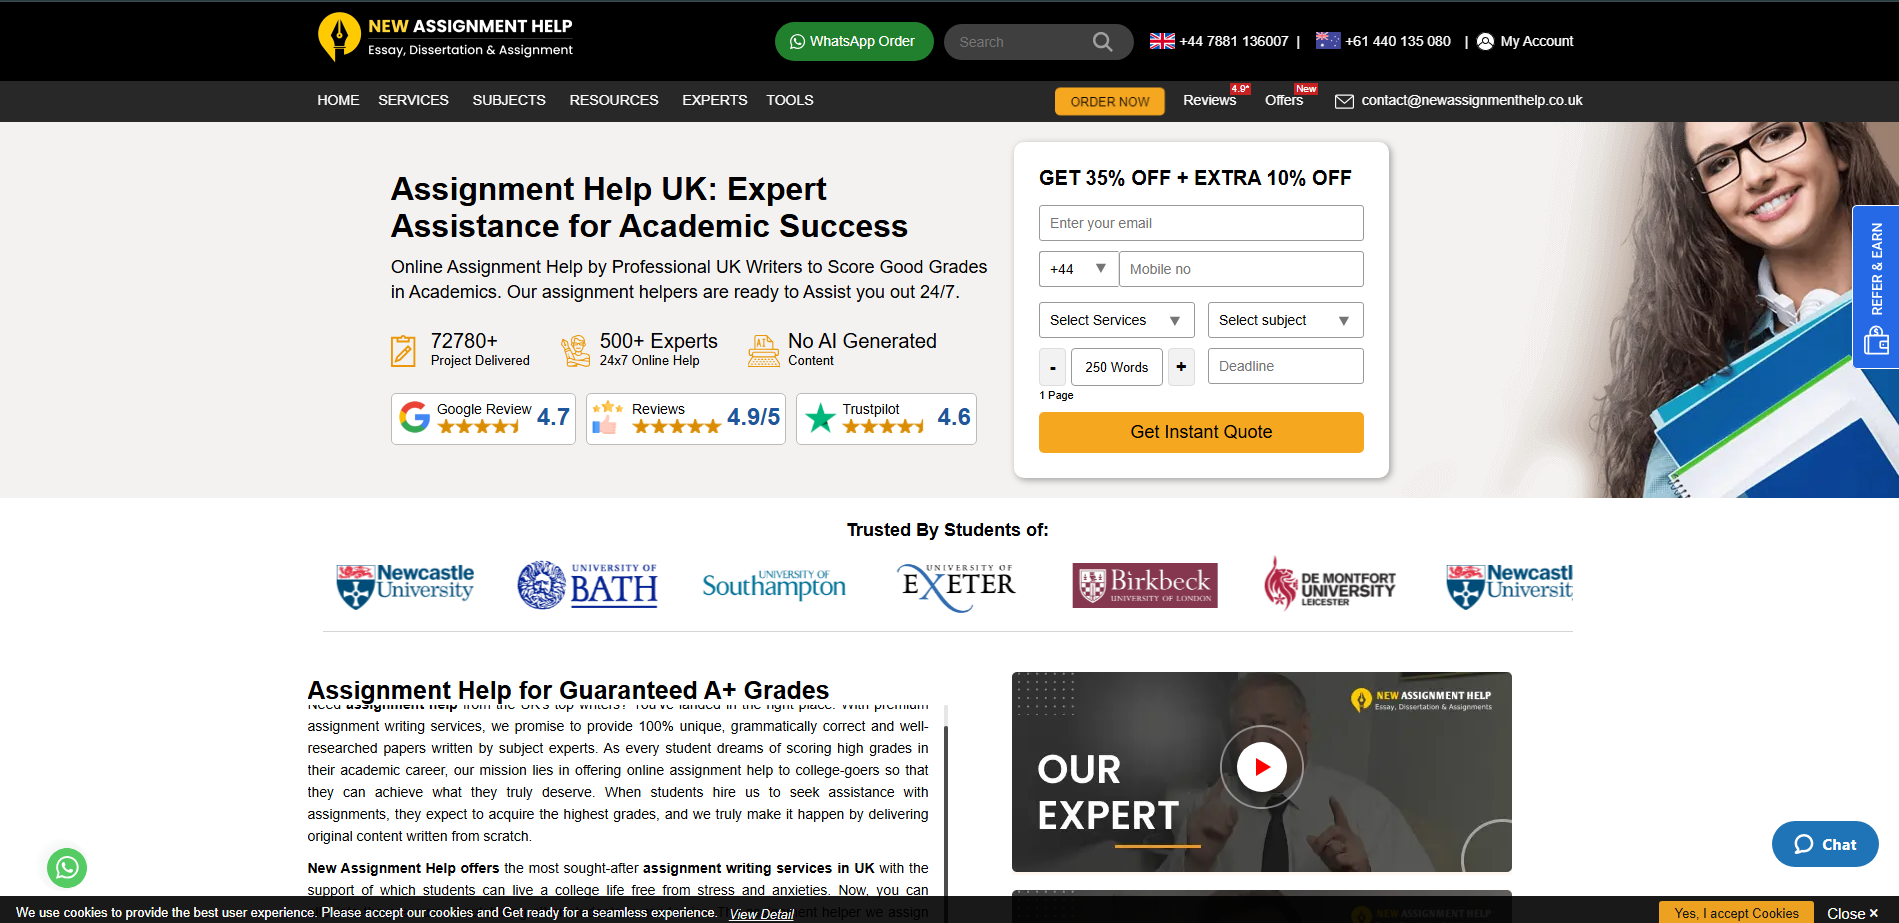 NEW ASSIGNMENT HELP
Essay, Dissertation & Assignment
WhatsApp Order
Search
+44 7881 136007 |
+61 440 135 080 |
My Account
HOME SERVICES SUBJECTS RESOURCES EXPERTS TOOLS
ORDER NOW
Reviews 4.9*
Offers New
contact@newassignmenthelp.co.uk
Assignment Help UK: Expert
Assistance for Academic Success
Online Assignment Help by Professional UK Writers to Score Good Grades
in Academics. Our assignment helpers are ready to Assist you out 24/7.
72780+
Project Delivered
500+ Experts
24x7 Online Help
AI
No AI Generated
Content
Google Review 4.7
Reviews 4.9/5
Trustpilot 4.6
GET 35% OFF + EXTRA 10% OFF
Enter your email
+44 Mobile no
Select Services Select subject
- 250 Words + Deadline
1 Page
Get Instant Quote
REFER & EARN
Trusted By Students of:
Newcastle
University
UNIVERSITY OF
BATH
UNIVERSITY OF
Southampton
UNIVERSITY OF
EXETER
Birkbeck
UNIVERSITY OF LONDON
DE MONTFORT
UNIVERSITY
LEICESTER
Newcastl
Universit
Assignment Help for Guaranteed A+ Grades
Need assignment help from the UK's top writers? You've landed in the right place. With premium
assignment writing services, we promise to provide 100% unique, grammatically correct and well-
researched papers written by subject experts. As every student dreams of scoring high grades in
their academic career, our mission lies in offering online assignment help to college-goers so that
they can achieve what they truly deserve. When students hire us to seek assistance with
assignments, they expect to acquire the highest grades, and we truly make it happen by delivering
original content written from scratch.
New Assignment Help offers the most sought-after assignment writing services in UK with the
support of which students can live a college life free from stress and anxieties. Now, you can
NEW ASSIGNMENT HELP
Essay, Dissertation & Assignments
OUR
EXPERT
Chat
We use cookies to provide the best user experience. Please accept our cookies and Get ready for a seamless experience. View Detail
Yes, I accept Cookies
Close ×